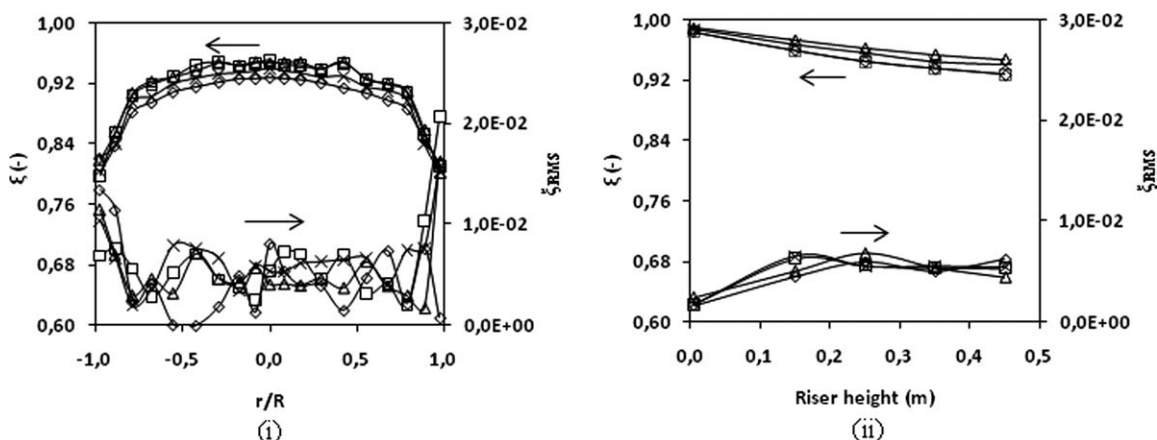 1,00
0,92
0,84
0,76
0,68
0,60
ξ (-)
3,0E-02
2,0E-02
1,0E-02
0,0E+00
ξRMS
-1,0
-0,5
0,0
0,5
1,0
r/R
(i)
1,00
0,92
0,84
0,76
0,68
0,60
ξ (-)
3,0E-02
2,0E-02
1,0E-02
0,0E+00
ξRMS
0,0
0,1
0,2
0,3
0,4
0,5
Riser height (m)
(ii)